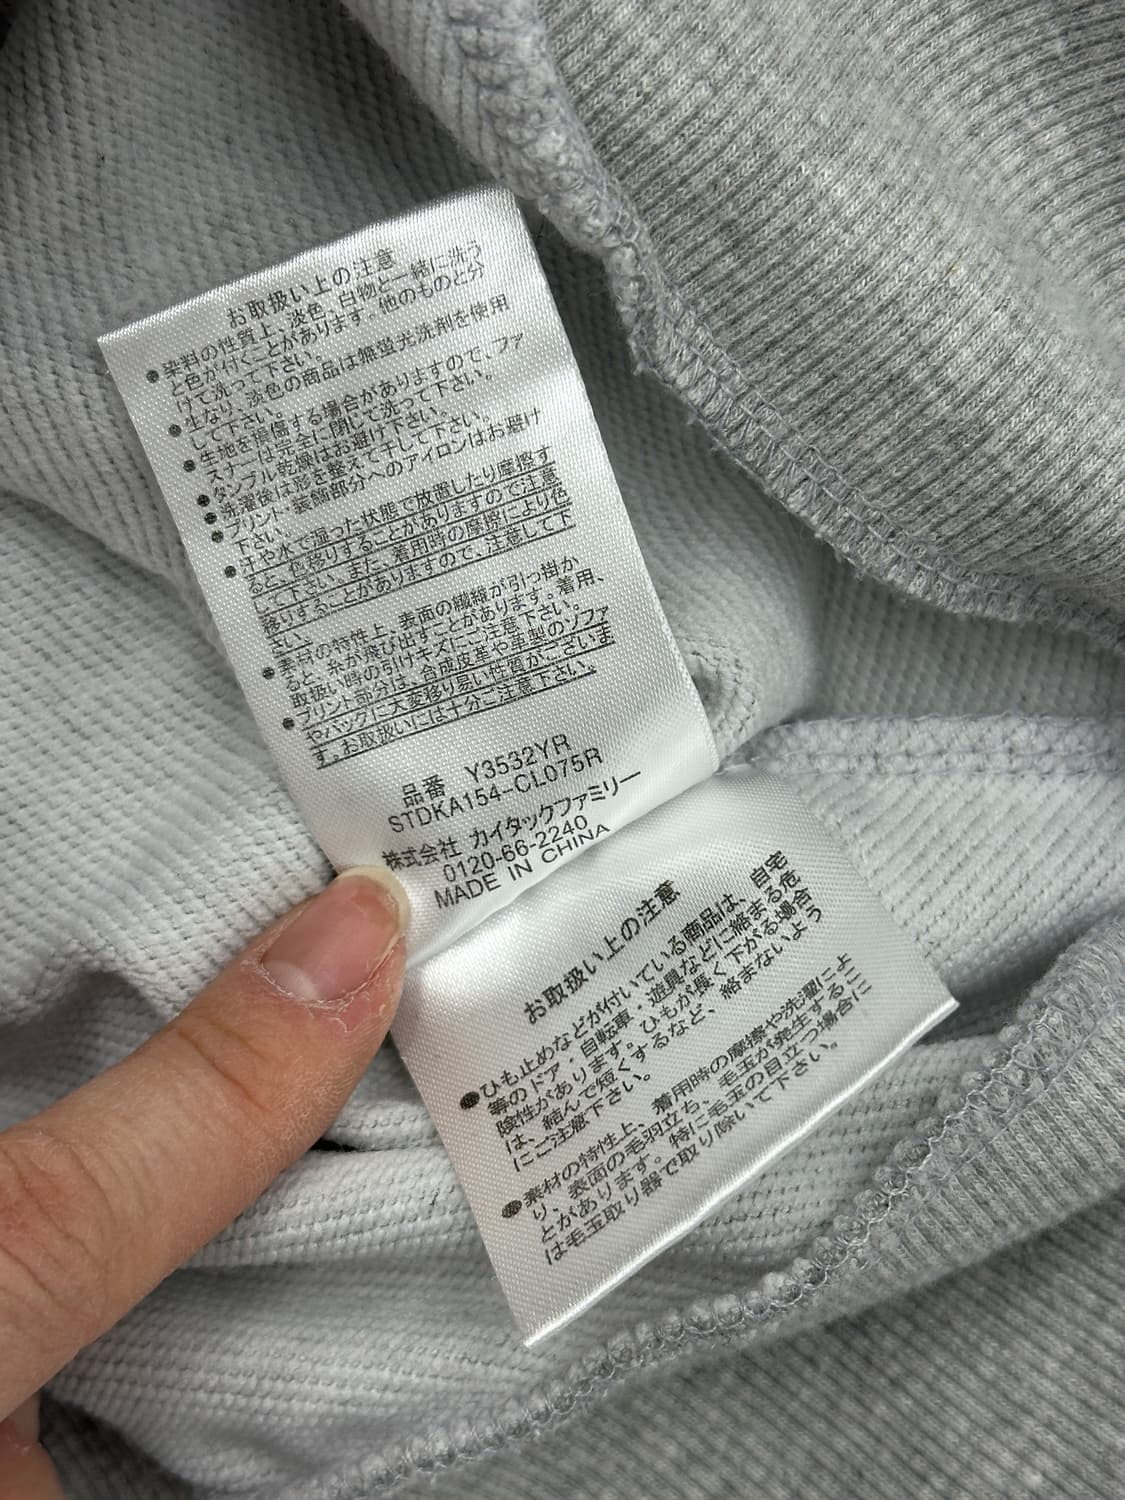 お取扱い上の注意
●染料の性質上、淡色、白物と一緒に洗う
と色が付くことがあります。他のものと分
けて洗って下さい。
●生なり、淡色の商品は無蛍光洗剤を使用
して下さい。
●生地を損傷する場合がありますので、ファ
スナーは完全に閉じて洗って下さい。
●タンブル乾燥はお避け下さい。
●洗濯後は形を整えて干して下さい。
●プリント・装飾部分へのアイロンはお避け
下さい。
●汗や水で湿った状態で放置したり摩擦す
ると、色移りすることがありますので注意
して下さい。また、着用時の摩擦により色
移りすることがありますので、注意して下
さい。
●素材の特性上、表面の繊維が引っ掛か
ると、糸が飛び出すことがあります。着用、
取扱い時の引けキズにご注意下さい。
●プリント部分は、合成皮革や革製のソファ
やバッグに大変移り易い性質がございま
す。お取扱いには十分ご注意下さい。
品番 Y3532YR
STDKA154-CL075R
株式会社 カイタックファミリー
0120-66-2240
MADE IN CHINA
お取扱い上の注意
●ひも止めなどが付いている商品は、自宅
等のドア・自転車・遊具などに絡まる危
険性があります。ひもが長く下がる場合
は、結んで短くするなど、絡まないよう
にご注意下さい。
●素材の特性上、着用時の摩擦や洗濯によ
り、表面の毛羽立ち、毛玉が発生するこ
とがあります。特に毛玉の目立つ場合に
は毛玉取り器で取り除いて下さい。